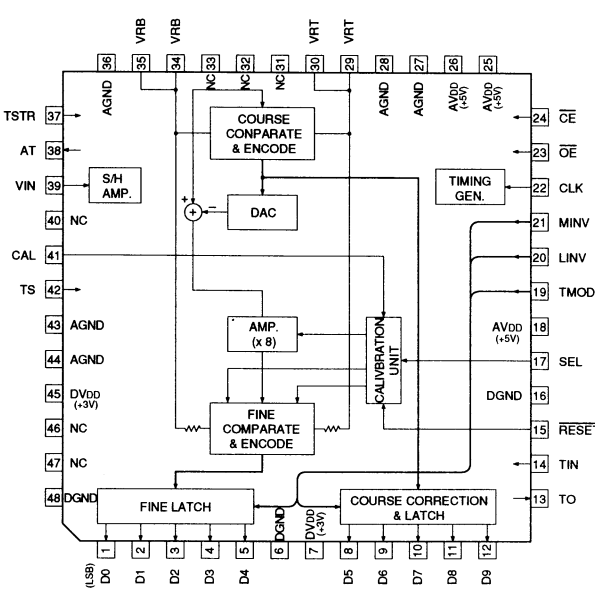 VRB VRB VRT VRT
36 35 34 33 32 31 30 29 28 27 26 25
AGND NC NC NC AGND AGND AVDD (+5V) AVDD (+5V)
TSTR 37
AT 38
VIN 39
40 NC
CAL 41
TS 42
43 AGND
44 AGND
45 DVDD
(+3V)
46 NC
47 NC
48 DGND
S/H
AMP.
COURSE
CONPARATE
& ENCODE
+
+
–
DAC
AMP.
(x 8)
CALIVBRATION
UNIT
FINE
COMPARATE
& ENCODE
TIMING
GEN.
24 CE
23 OE
22 CLK
21 MINV
20 LINV
19 TMOD
AVDD 18
(+5V)
17 SEL
DGND 16
15 RESET
14 TIN
13 TO
FINE LATCH
DGND
DVDD
(+3V)
COURSE CORRECTION
& LATCH
1 2 3 4 5 6 7 8 9 10 11 12
(LSB) D0 D1 D2 D3 D4 D5 D6 D7 D8 D9